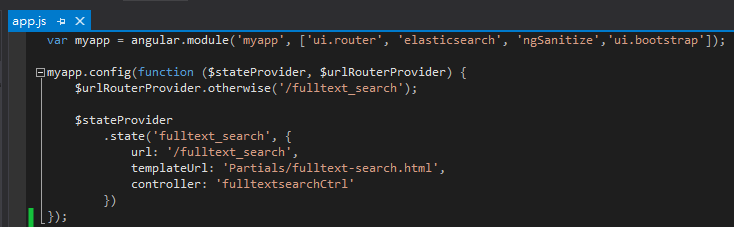 app.js
var myapp = angular.module('myapp', ['ui.router', 'elasticsearch', 'ngSanitize','ui.bootstrap']);
myapp.config(function ($stateProvider, $urlRouterProvider) {
$urlRouterProvider.otherwise('/fulltext_search');
$stateProvider
.state('fulltext_search', {
url: '/fulltext_search',
templateUrl: 'Partials/fulltext-search.html',
controller: 'fulltextsearchCtrl'
})
});